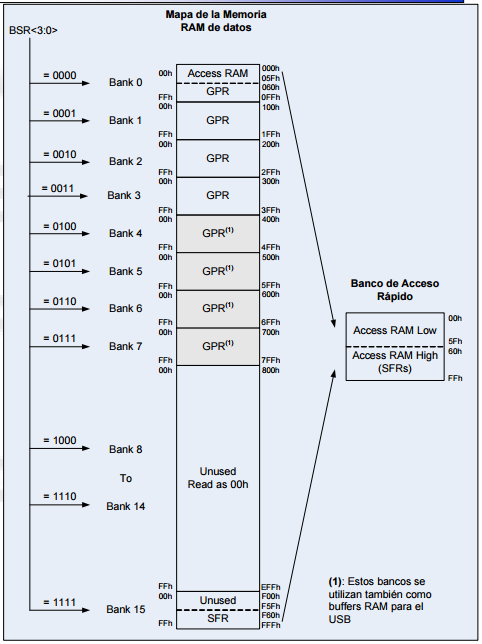 Mapa de la Memoria
RAM de datos
BSR<3:0>
= 0000
Bank 0
00h
Access RAM
000h
05Fh
060h
FFh
GPR
0FFh
= 0001
Bank 1
00h
GPR
100h
FFh
1FFh
= 0010
Bank 2
00h
GPR
200h
FFh
2FFh
= 0011
Bank 3
00h
GPR
300h
FFh
3FFh
= 0100
Bank 4
00h
GPR(1)
400h
FFh
4FFh
= 0101
Bank 5
00h
GPR(1)
500h
FFh
5FFh
= 0110
Bank 6
00h
GPR(1)
600h
FFh
6FFh
= 0111
Bank 7
00h
GPR(1)
700h
FFh
7FFh
00h
800h
= 1000
Bank 8
To
= 1110
Bank 14
Unused
Read as 00h
FFh
EFFh
= 1111
Bank 15
00h
Unused
F00h
F5Fh
F60h
FFh
SFR
FFFh
Banco de Acceso
Rápido
00h
Access RAM Low
5Fh
60h
Access RAM High
(SFRs)
FFh
(1): Estos bancos se
utilizan también como
buffers RAM para el
USB